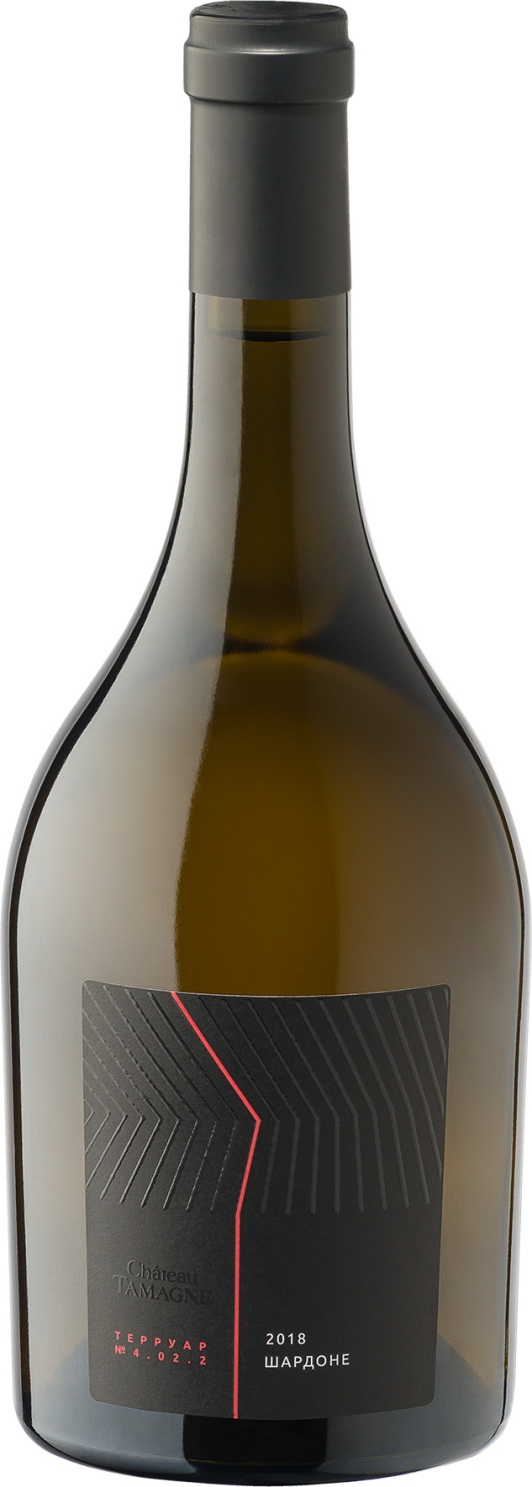 Château
TAMAGNE
ТЕРРУАР
№ 4.02.2
2018
ШАРДОНЕ